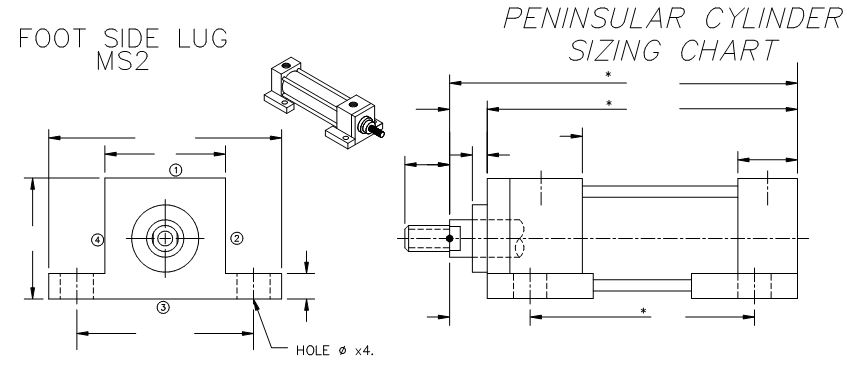 FOOT SIDE LUG
MS2
PENINSULAR CYLINDER
SIZING CHART
*
*
1
4
2
3
*
HOLE ø x4.